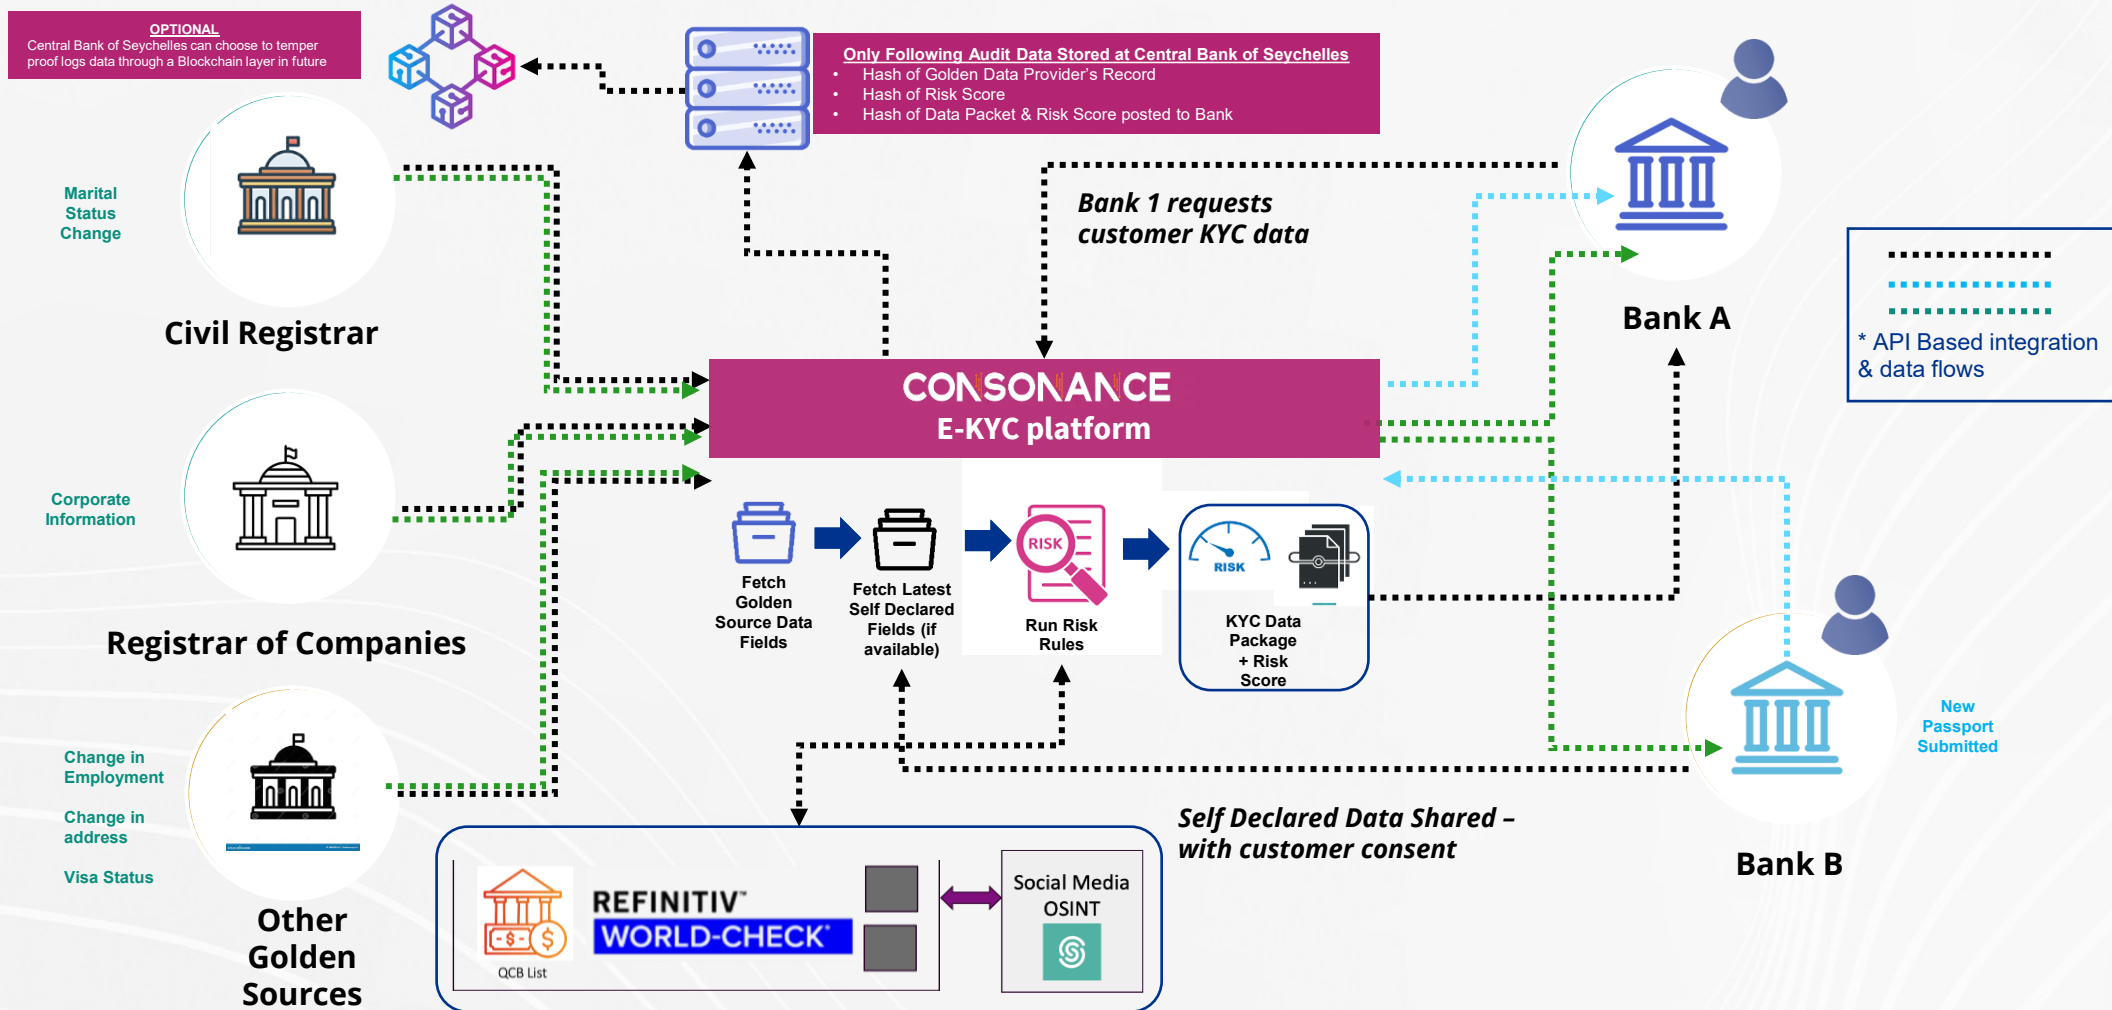 OPTIONAL
Central Bank of Seychelles can choose to temper
proof logs data through a Blockchain layer in future
Only Following Audit Data Stored at Central Bank of Seychelles
• Hash of Golden Data Provider's Record
• Hash of Risk Score
• Hash of Data Packet & Risk Score posted to Bank
Marital
Status
Change
Civil Registrar
Bank 1 requests
customer KYC data
Bank A
* API Based integration
& data flows
CONSONANCE
E-KYC platform
Corporate
Information
Registrar of Companies
Fetch
Golden
Source Data
Fields
Fetch Latest
Self Declared
Fields (if
available)
RISK
Run Risk
Rules
RISK
KYC Data
Package
+ Risk
Score
New
Passport
Submitted
Bank B
Change in
Employment
Change in
address
Visa Status
Other
Golden
Sources
Self Declared Data Shared –
with customer consent
QCB List
REFINITIV™
WORLD-CHECK®
Social Media
OSINT